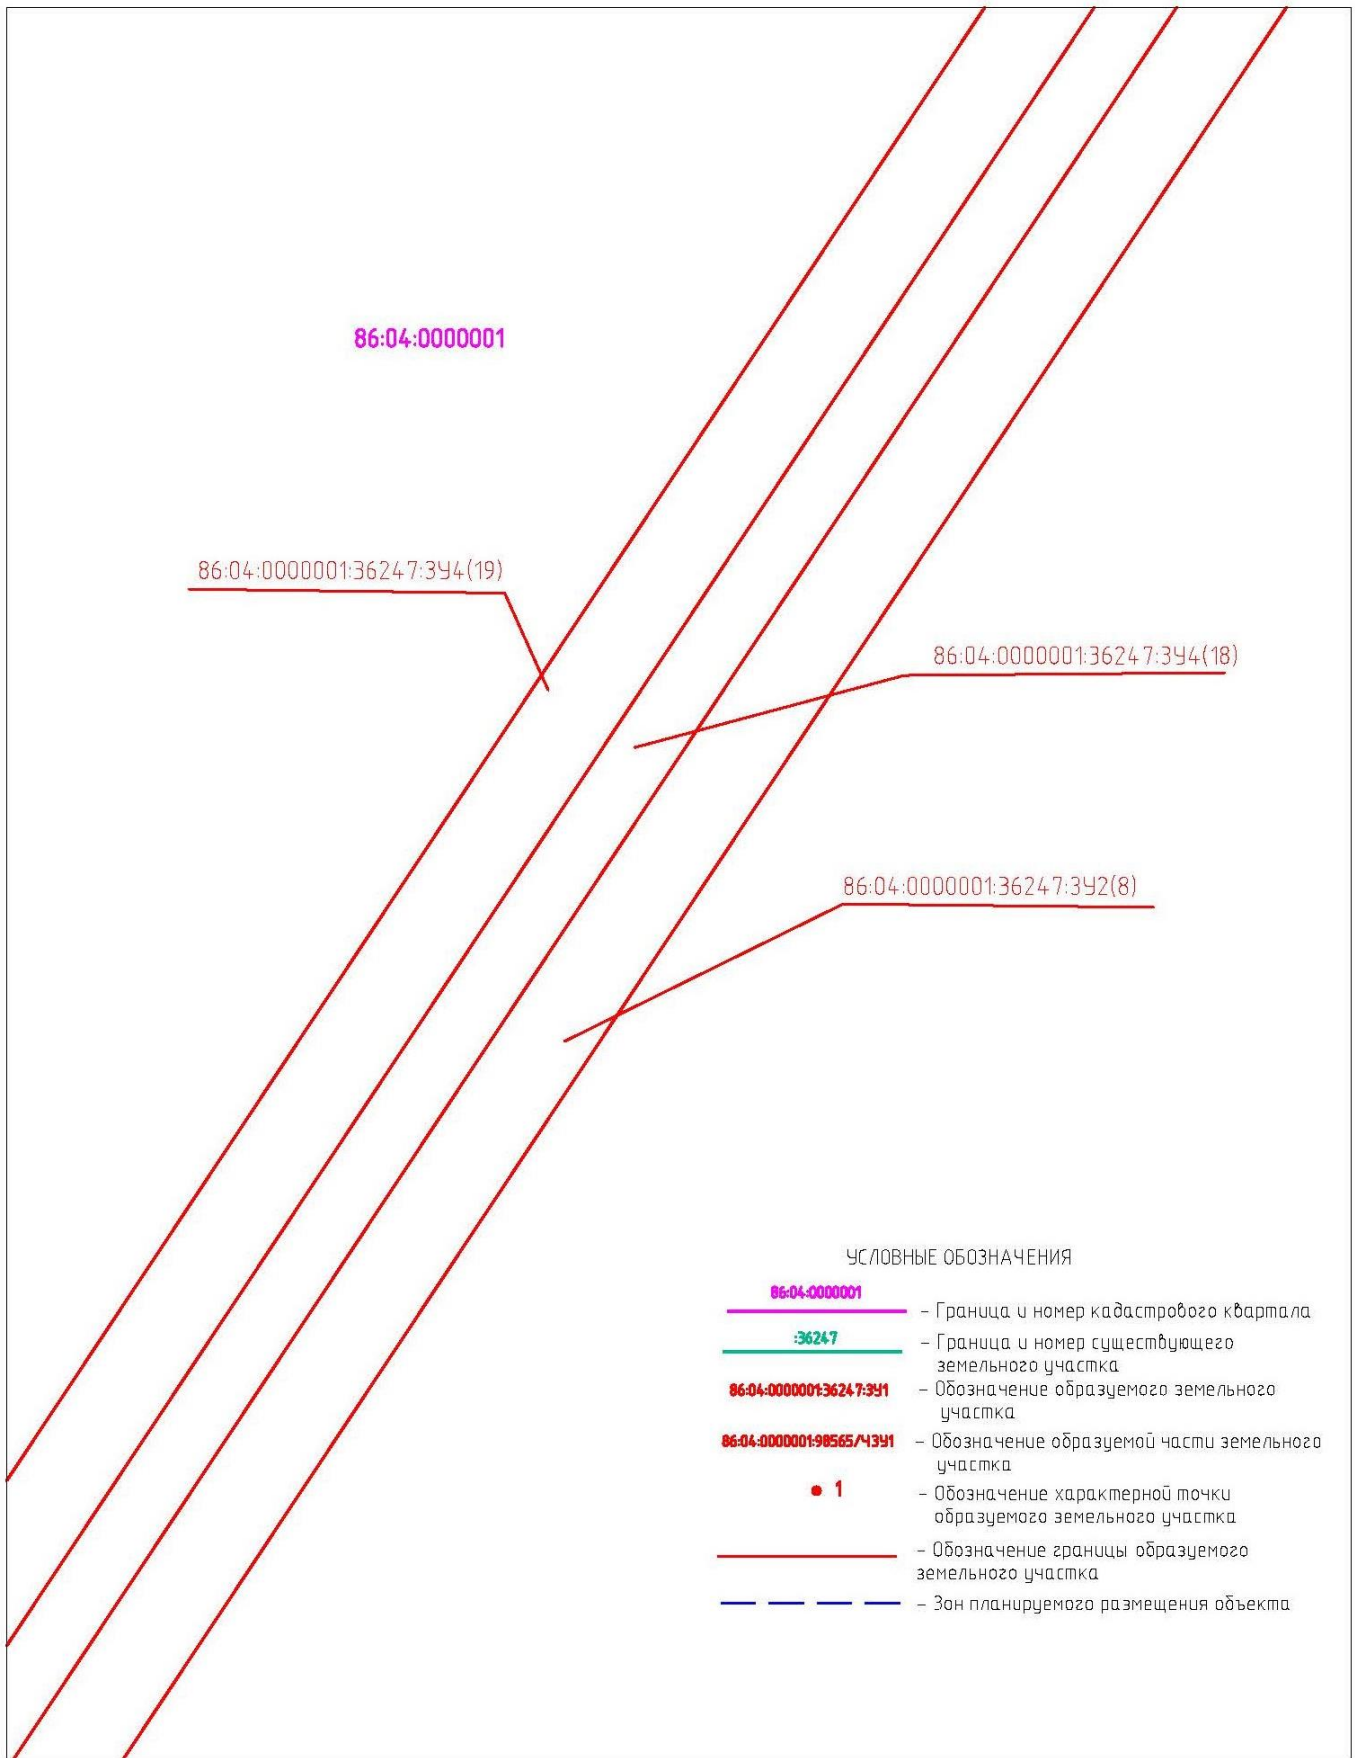 86:04:0000001
86:04:0000001:36247:ЗУ4(19)
86:04:0000001:36247:ЗУ4(18)
86:04:0000001:36247:ЗУ2(8)
УСЛОВНЫЕ ОБОЗНАЧЕНИЯ
86:04:0000001
- Граница и номер кадастрового квартала
:36247
- Граница и номер существующего
земельного участка
86:04:0000001:36247:ЗУ1
- Обозначение образуемого земельного
участка
86:04:0000001:98565/ЧЗУ1
- Обозначение образуемой части земельного
участка
1
- Обозначение характерной точки
образуемого земельного участка
- Обозначение границы образуемого
земельного участка
- Зон планируемого размещения объекта